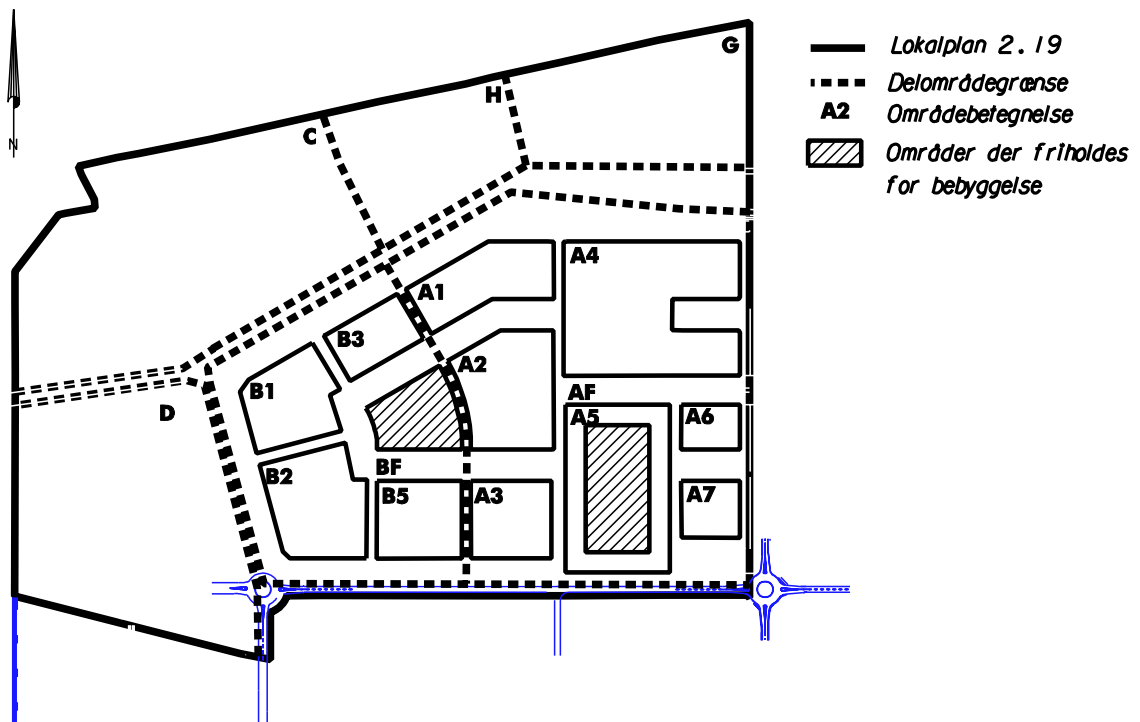 G
Lokalplan 2.19
Delområdegrænse
A2 Områdebetegnelse
Områder der friholdes
for bebyggelse
H
C
N
A4
A1
B3
A2
B1
AF
D
A5
A6
BF
B2
B5
A3
A7